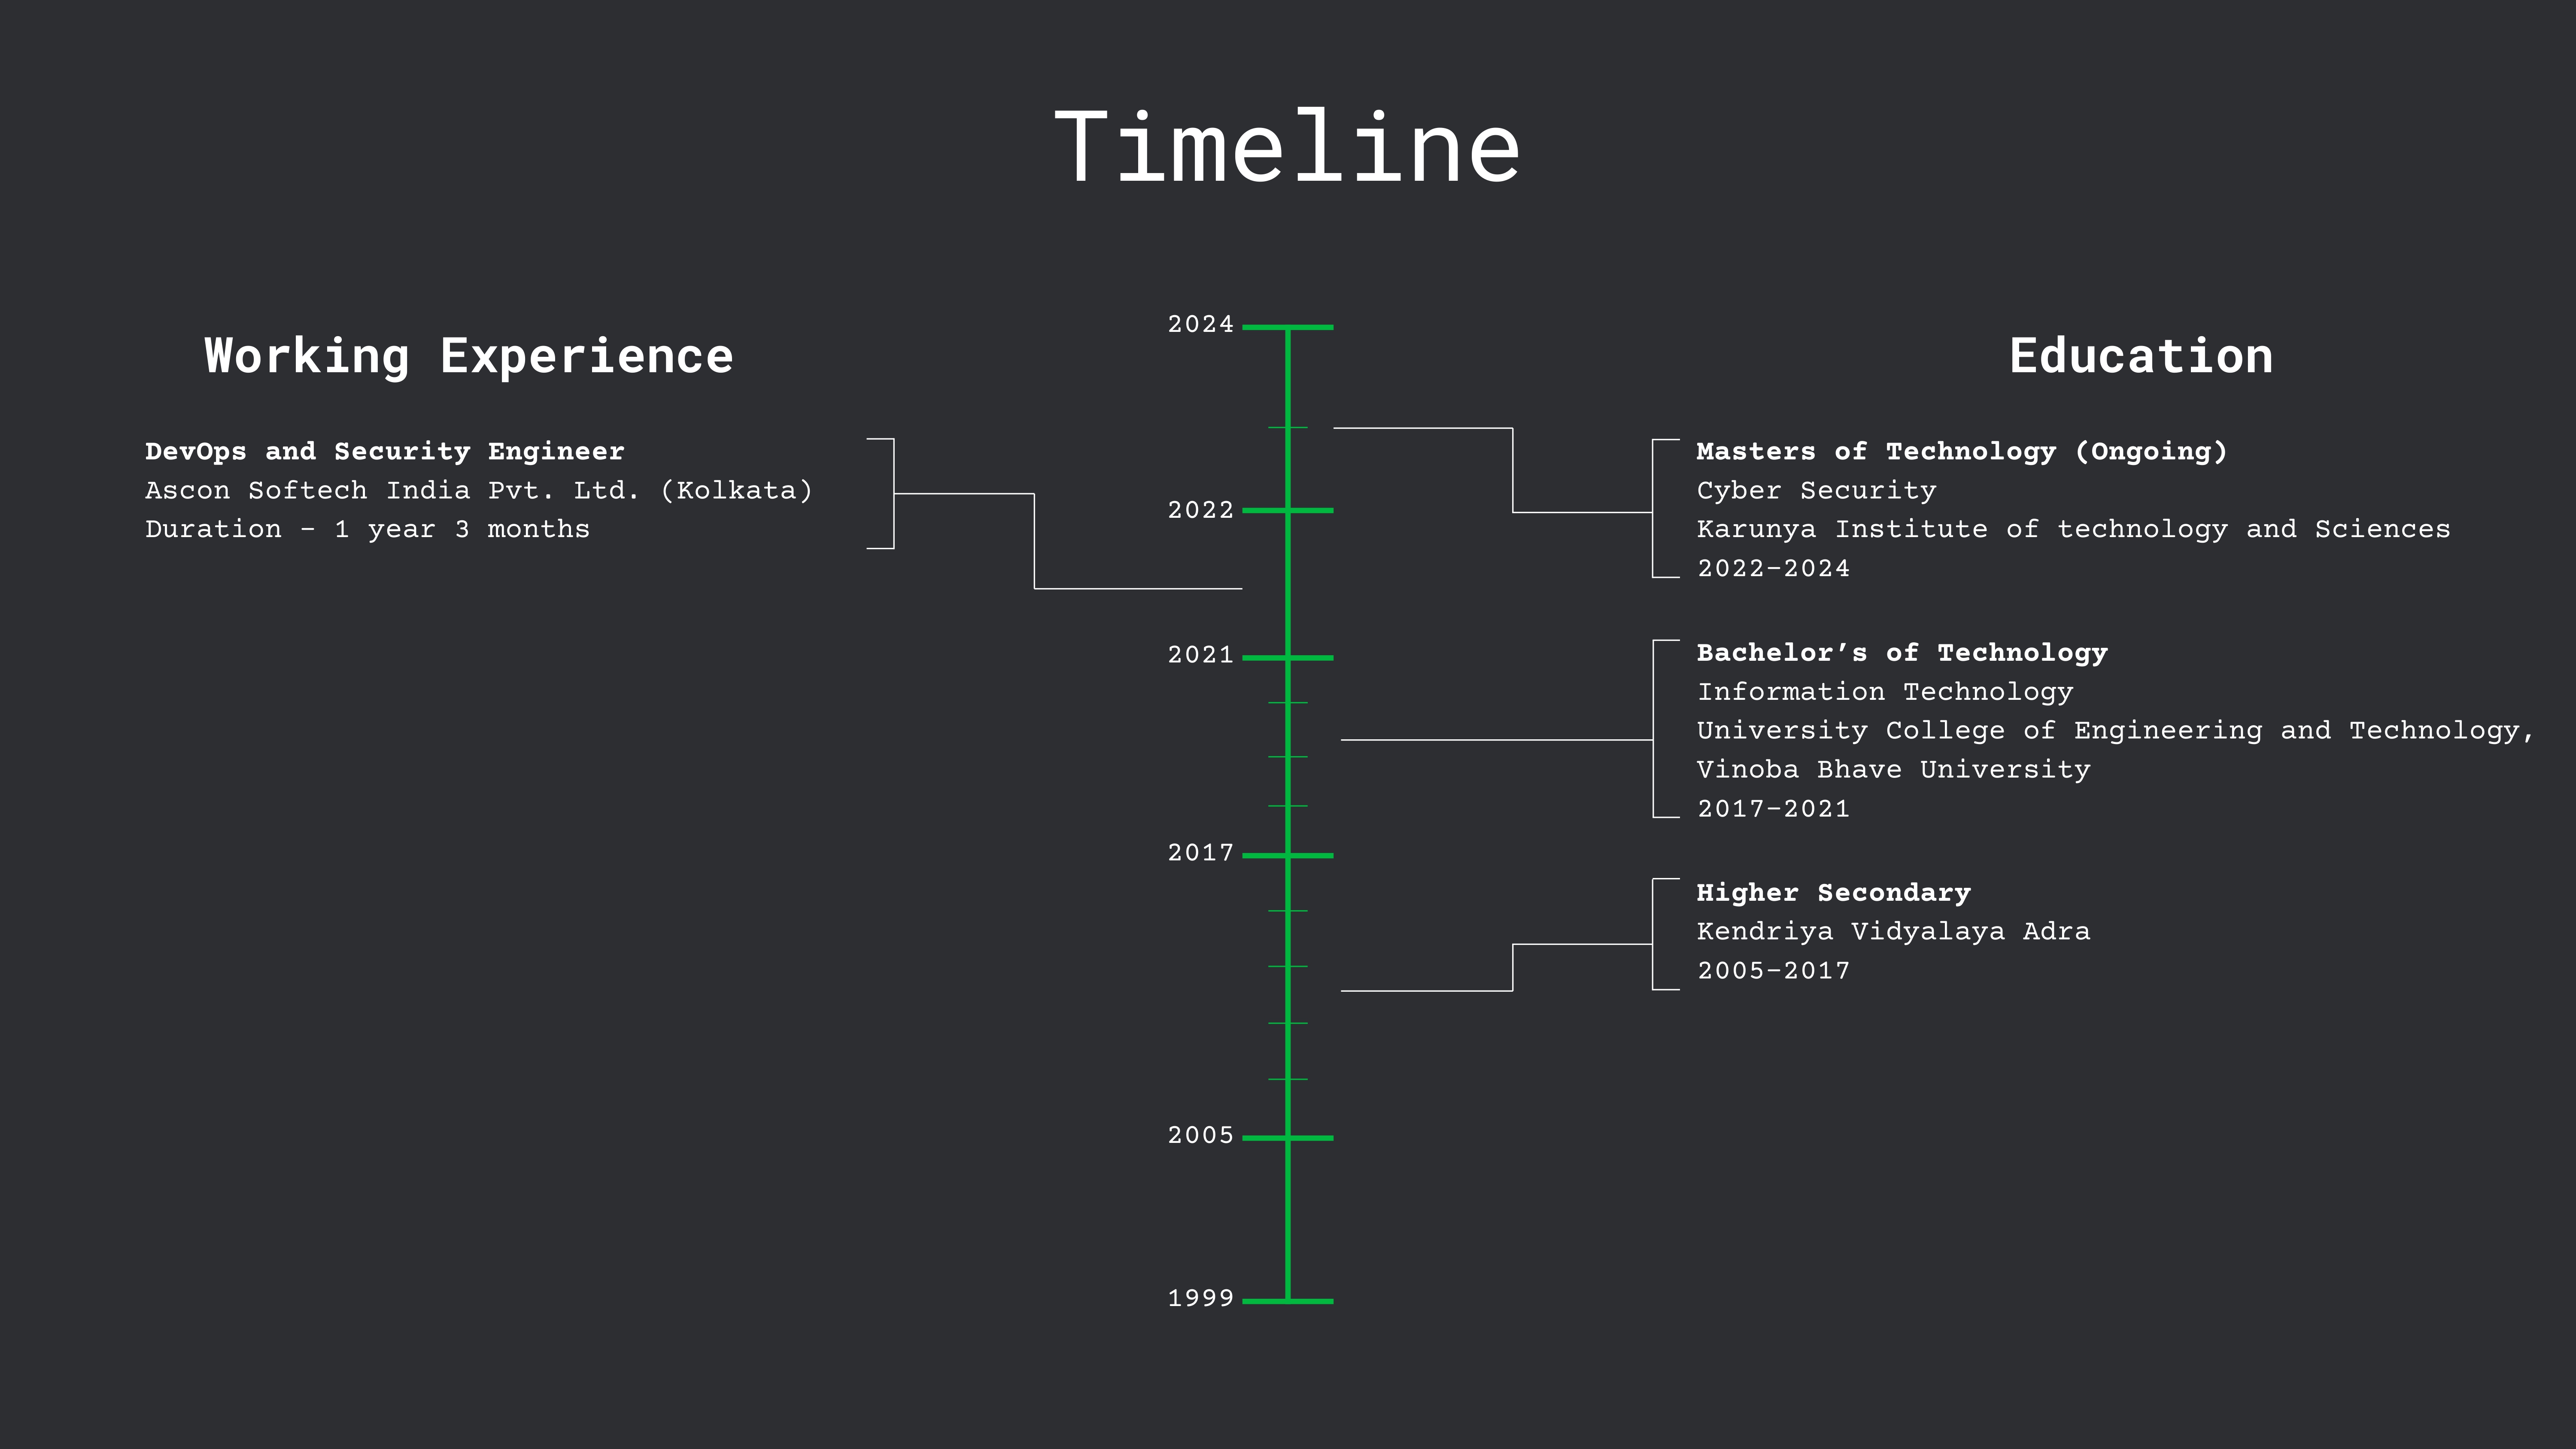 Timeline
Working Experience
DevOps and Security Engineer
Ascon Softech India Pvt. Ltd. (Kolkata)
Duration - 1 year 3 months
2024
2022
2021
2017
2005
1999
Education
Masters of Technology (Ongoing)
Cyber Security
Karunya Institute of technology and Sciences
2022-2024
Bachelor’s of Technology
Information Technology
University College of Engineering and Technology,
Vinoba Bhave University
2017-2021
Higher Secondary
Kendriya Vidyalaya Adra
2005-2017